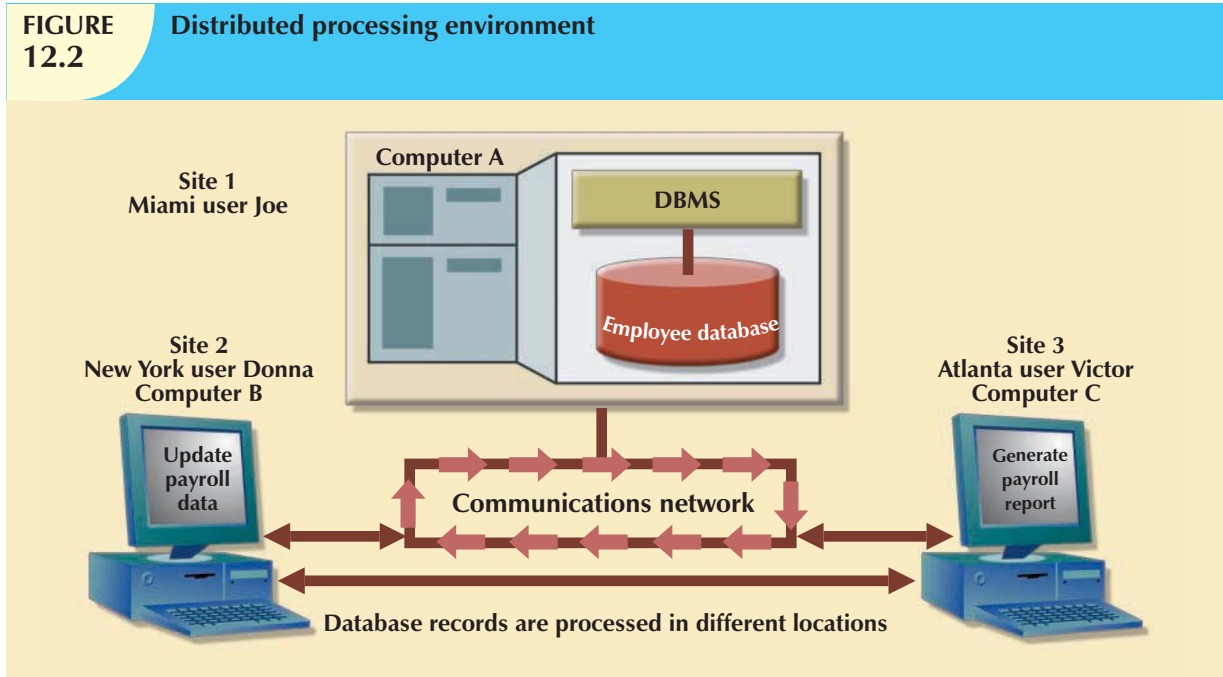 FIGURE
12.2
Distributed processing environment
Computer A
Site 1
Miami user Joe
DBMS
Employee database
Site 2
New York user Donna
Computer B
Site 3
Atlanta user Victor
Computer C
Update
payroll
data
Communications network
Generate
payroll
report
Database records are processed in different locations